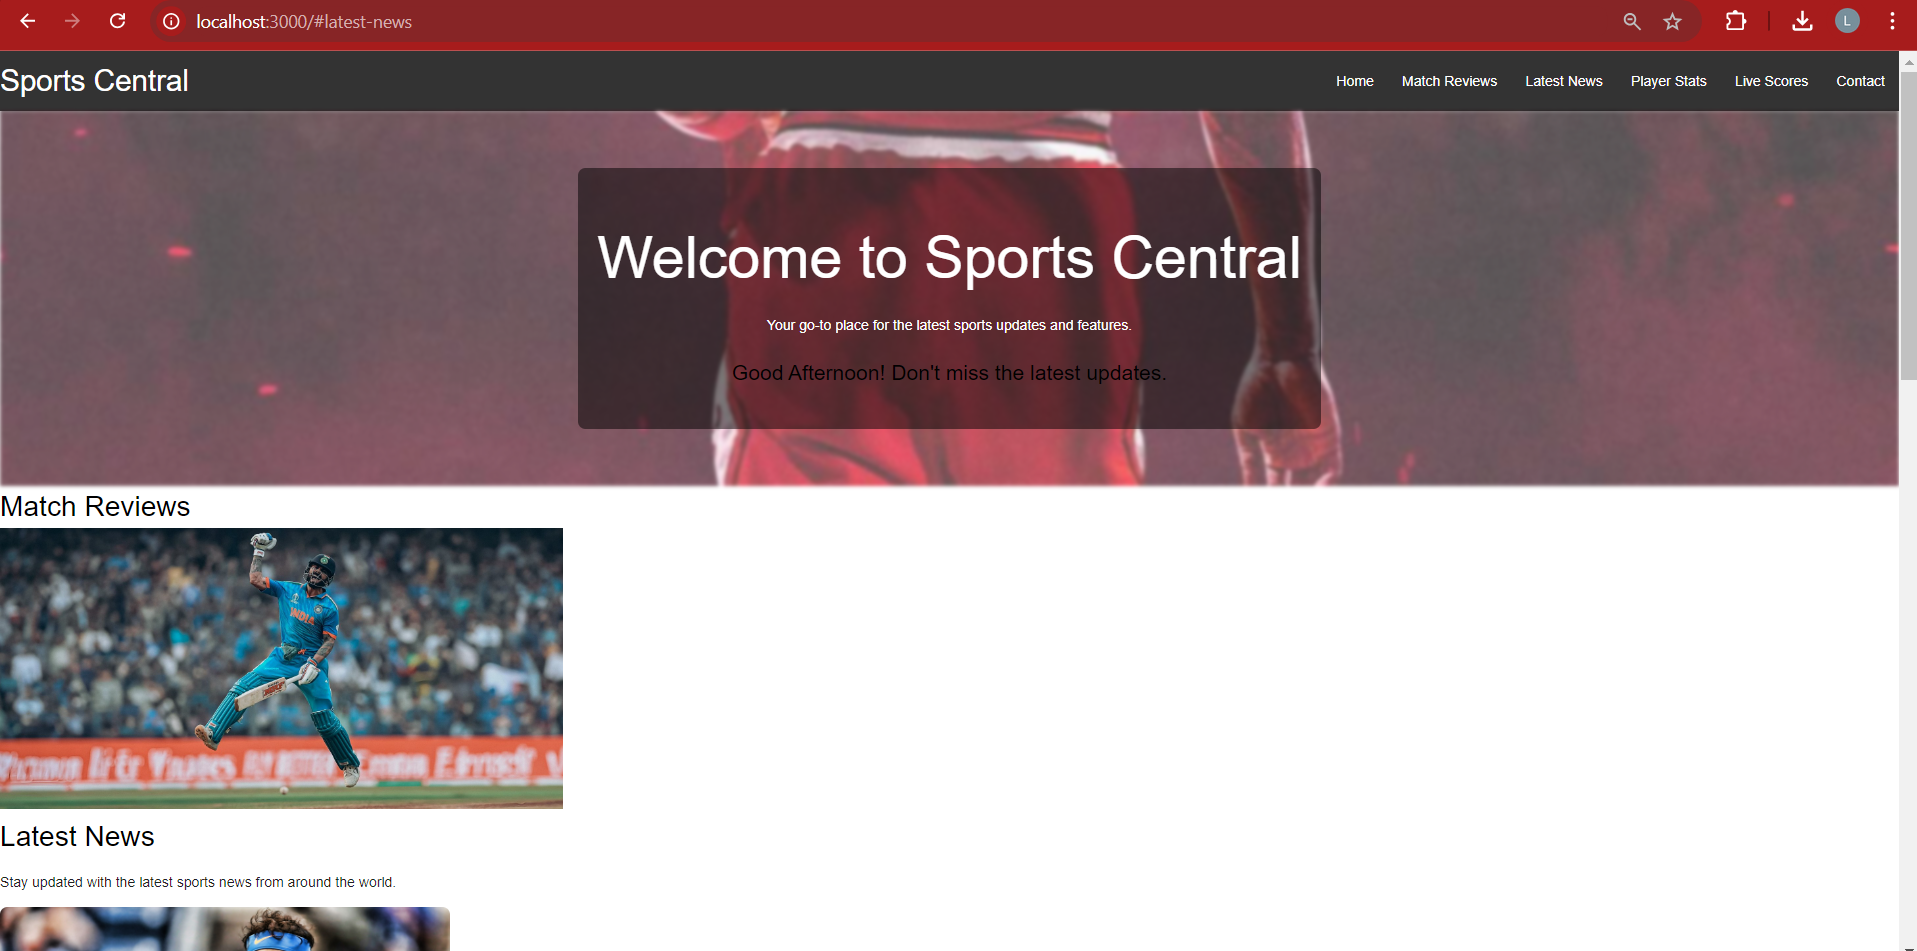 localhost:3000/#latest-news
L
Sports Central
Home Match Reviews Latest News Player Stats Live Scores Contact
Welcome to Sports Central
Your go-to place for the latest sports updates and features.
Good Afternoon! Don't miss the latest updates.
Match Reviews
INDIA
Latest News
Stay updated with the latest sports news from around the world.